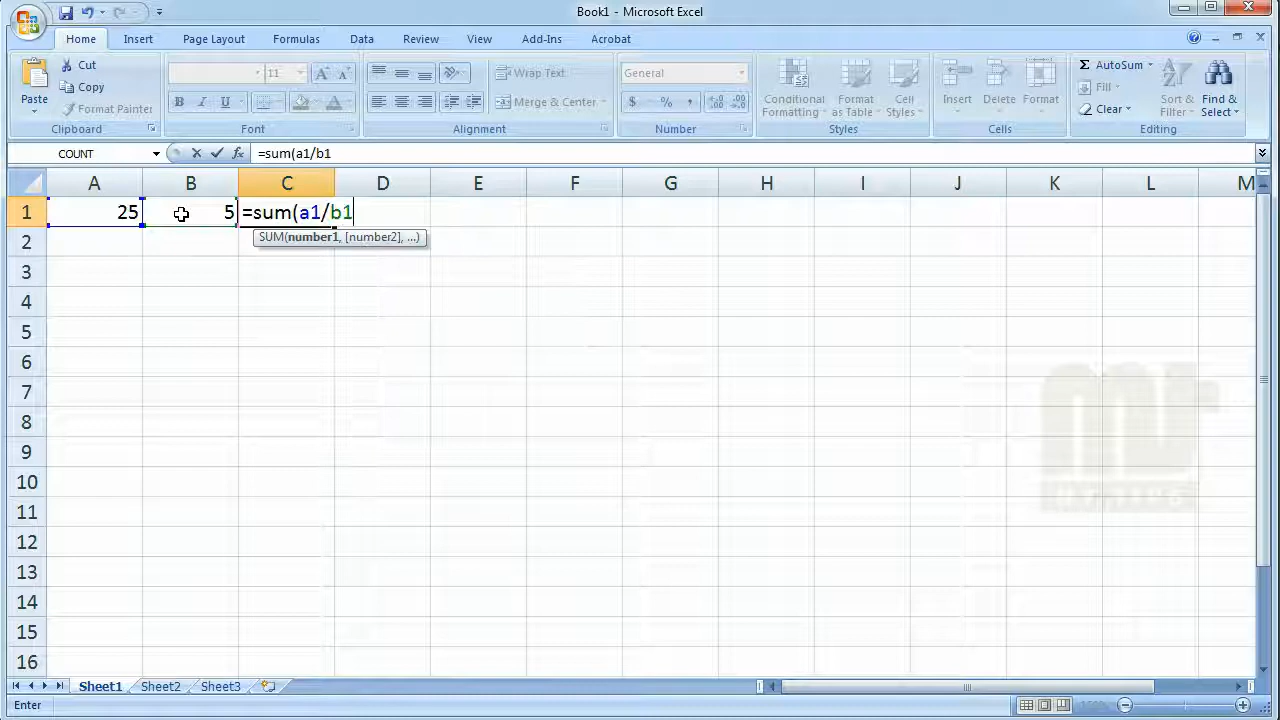 Book1 - Microsoft Excel
Home Insert Page Layout Formulas Data Review View Add-Ins Acrobat
Paste
Cut
Copy
Format Painter
Clipboard
11
B I U A
Font
Wrap Text
Merge & Center
Alignment
General
$ % ,
Number
Conditional Formatting
Format as Table
Cell Styles
Styles
Insert
Delete
Format
Cells
Σ AutoSum
Fill
Clear
Sort & Filter
Find & Select
Editing
COUNT fx =sum(a1/b1
A B C D E F G H I J K L M
1 25 5 =sum(a1/b1
SUM(number1, [number2], ...)
2
3
4
5
6
7
8
9
10
11
12
13
14
15
16
Sheet1 Sheet2 Sheet3
Enter